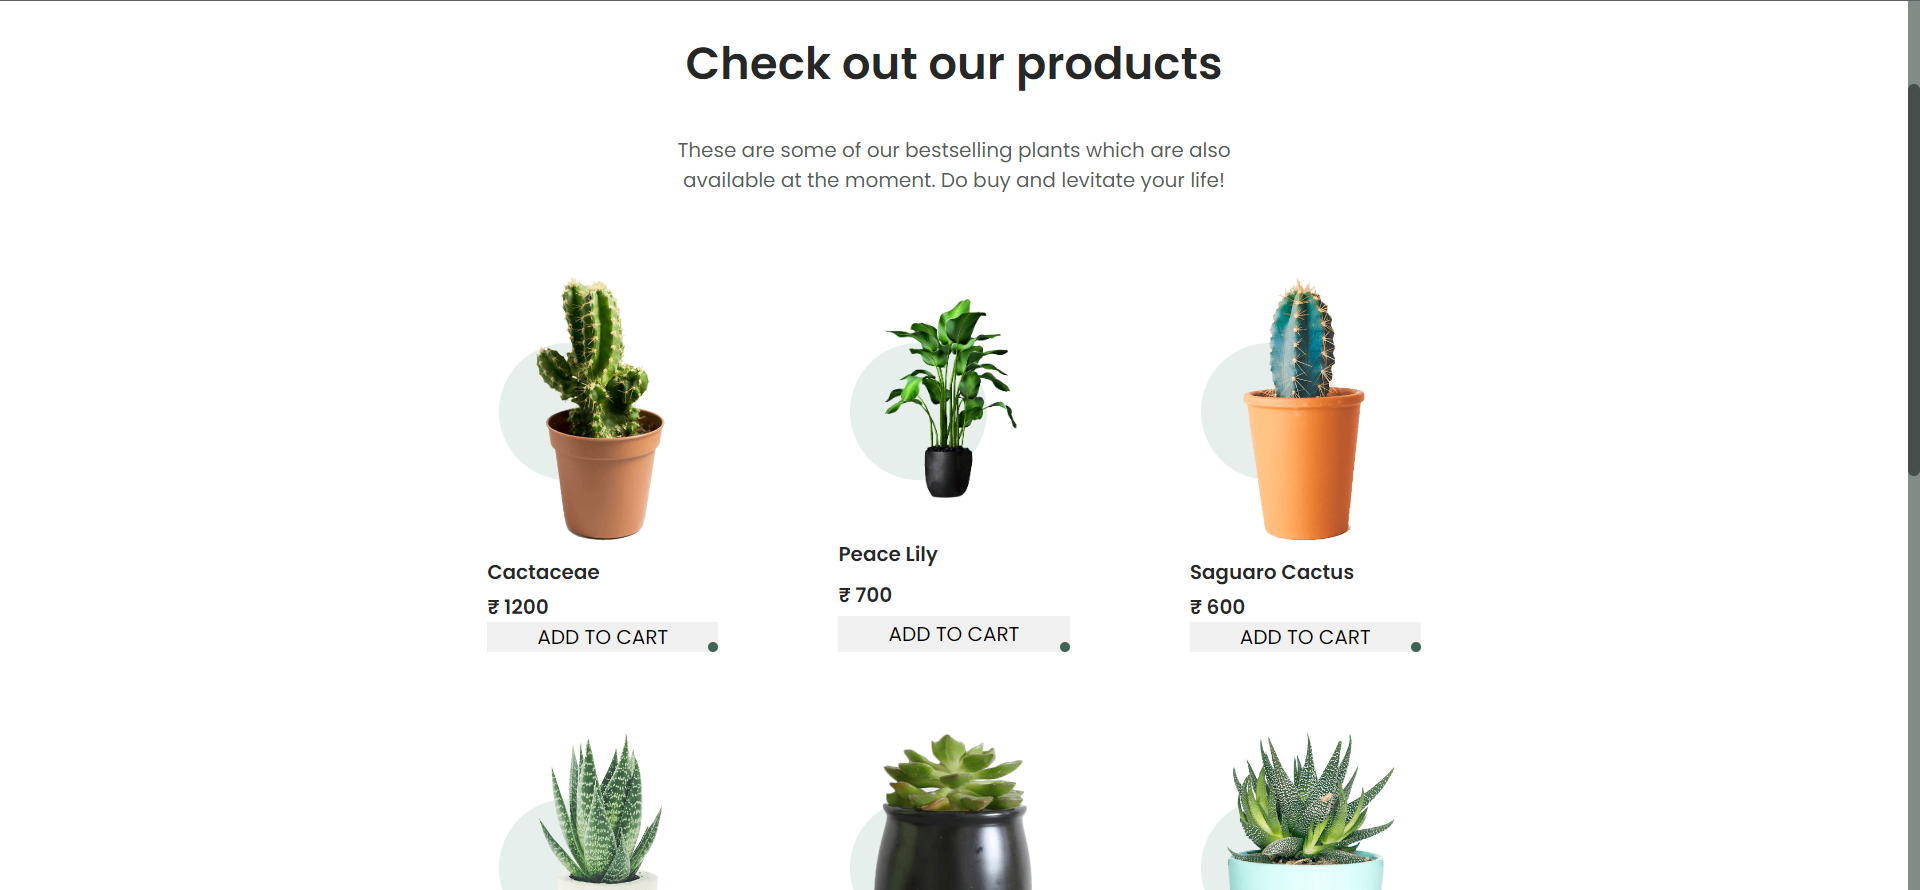 Check out our products
These are some of our bestselling plants which are also
available at the moment. Do buy and levitate your life!
Cactaceae
₹ 1200
ADD TO CART
Peace Lily
₹ 700
ADD TO CART
Saguaro Cactus
₹ 600
ADD TO CART